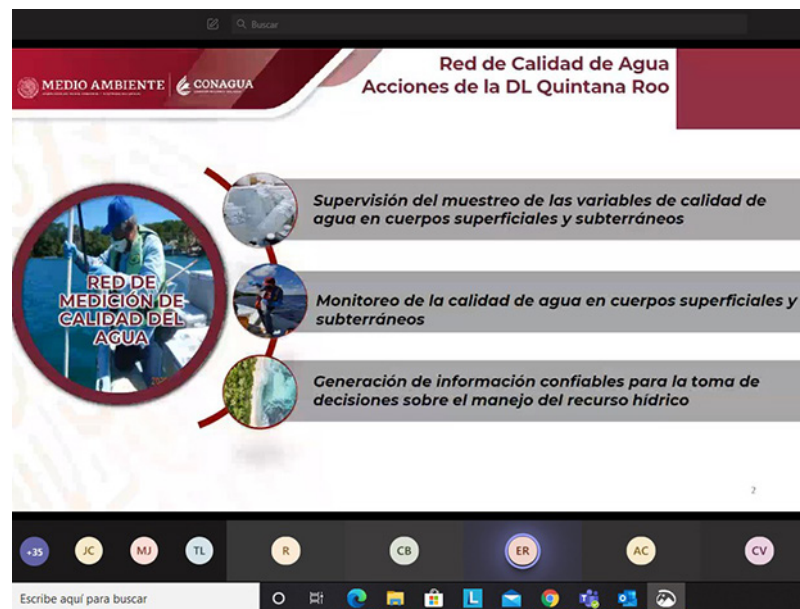 Buscar
Red de Calidad de Agua
Acciones de la DL Quintana Roo
MEDIO AMBIENTE
CONAGUA
Supervisión del muestreo de las variables de calidad de
agua en cuerpos superficiales y subterráneos
RED DE
MEDICIÓN DE
CALIDAD DEL
AGUA
Monitoreo de la calidad de agua en cuerpos superficiales y
subterráneos
Generación de información confiables para la toma de
decisiones sobre el manejo del recurso hídrico
2
+35 JC MJ TL R CB ER AC CV
Escribe aquí para buscar